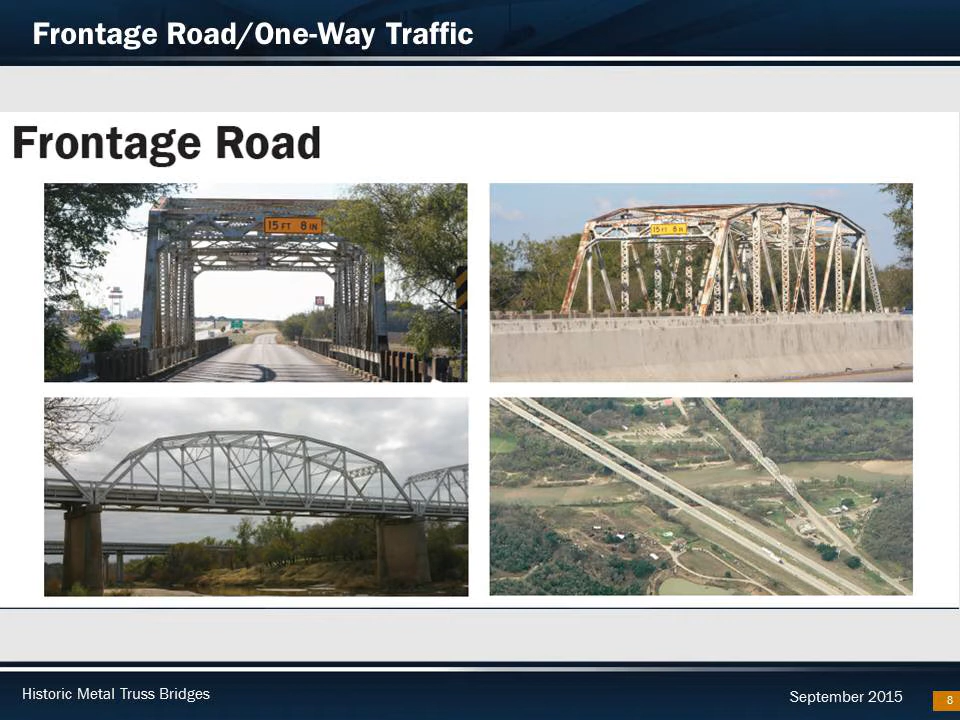 Frontage Road/One-Way Traffic
Frontage Road
15 FT 8 IN
15 FT 8 IN
Historic Metal Truss Bridges
September 2015
8